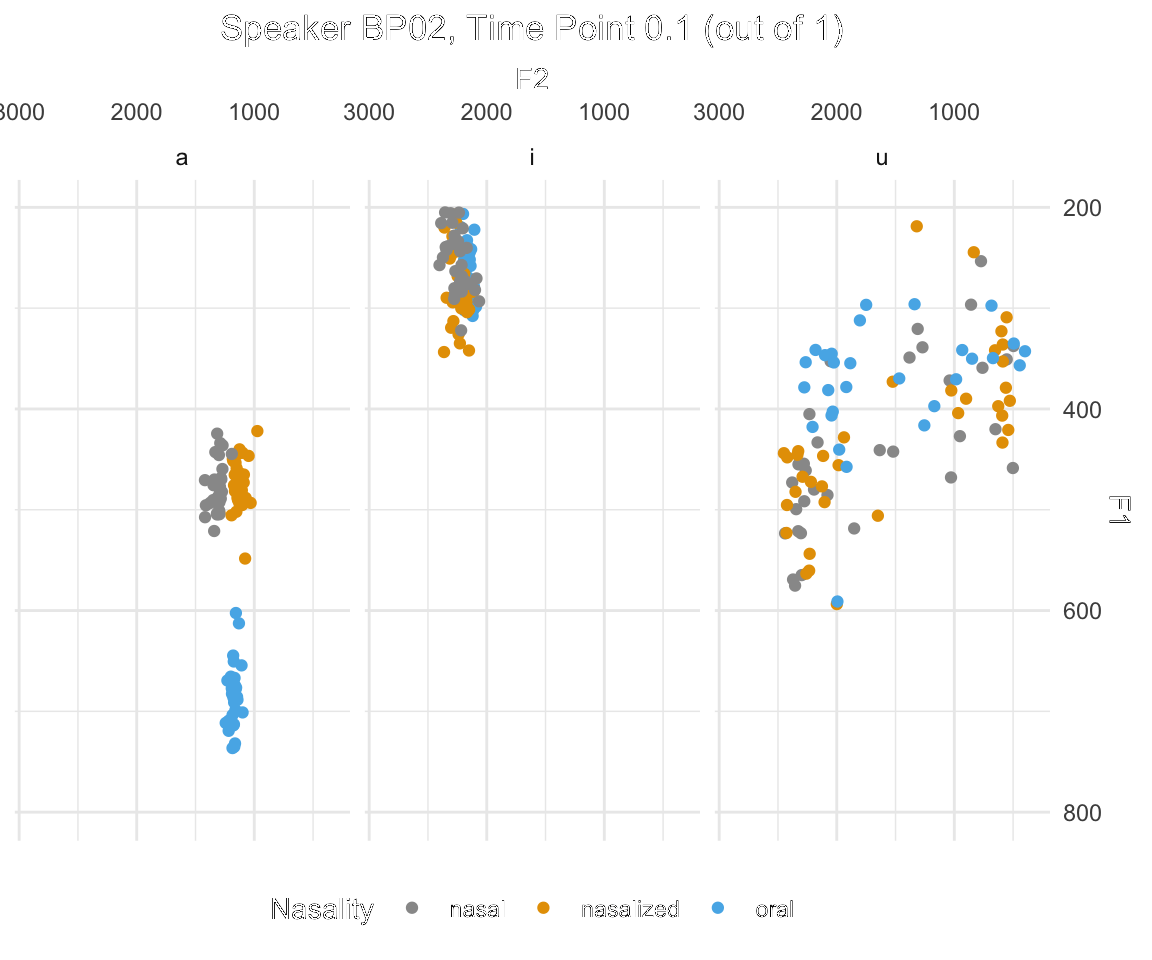 Speaker BP02, Time Point 0.1 (out of 1)
F2
3000 2000 1000 3000 2000 1000 3000 2000 1000
a i u
200
400
F1
600
800
Nasality nasal nasalized oral